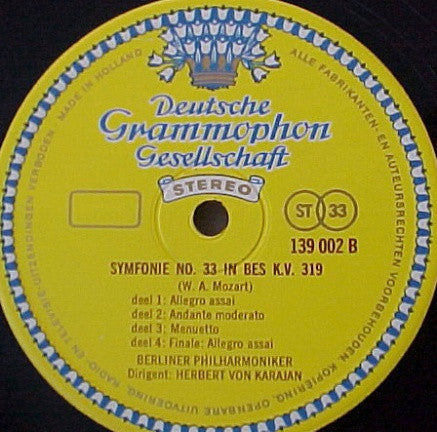 Deutsche
Grammophon
Gesellschaft
STEREO
ST 33
139 002 B
SYMFONIE NO. 33 IN BES K.V. 319
(W. A. Mozart)
deel 1: Allegro assai
deel 2: Andante moderato
deel 3: Menuetto
deel 4: Finale: Allegro assai
BERLINER PHILHARMONIKER
Dirigent: HERBERT VON KARAJAN
ALLE FABRIKANTEN- EN AUTEURSRECHTEN VOORBEHOUDEN · KOPIËRING, OPENBARE UITVOERING, RADIO- EN TELEVISIE-UITZENDINGEN VERBODEN · MADE IN HOLLAND